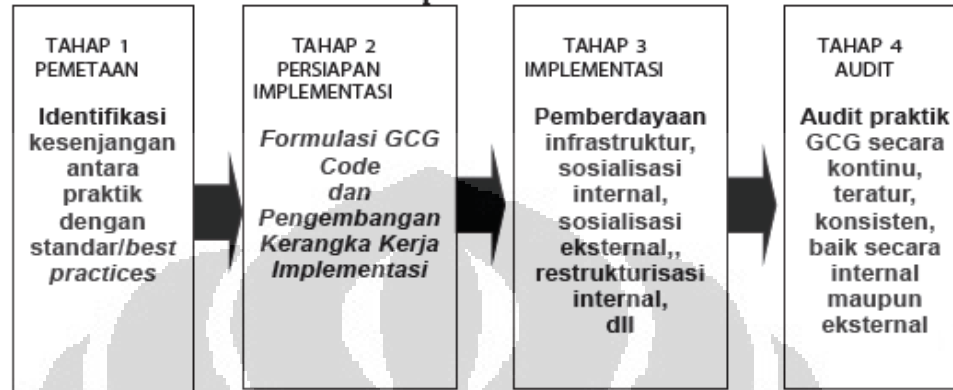 TAHAP 1
PEMETAAN
Identifikasi
kesenjangan
antara
praktik
dengan
standar/best
practices
TAHAP 2
PERSIAPAN
IMPLEMENTASI
Formulasi GCG
Code
dan
Pengembangan
Kerangka Kerja
Implementasi
TAHAP 3
IMPLEMENTASI
Pemberdayaan
infrastruktur,
sosialisasi
internal,
sosialisasi
eksternal,,
restrukturisasi
internal,
dll
TAHAP 4
AUDIT
Audit praktik
GCG secara
kontinu,
teratur,
konsisten,
baik secara
internal
maupun
eksternal